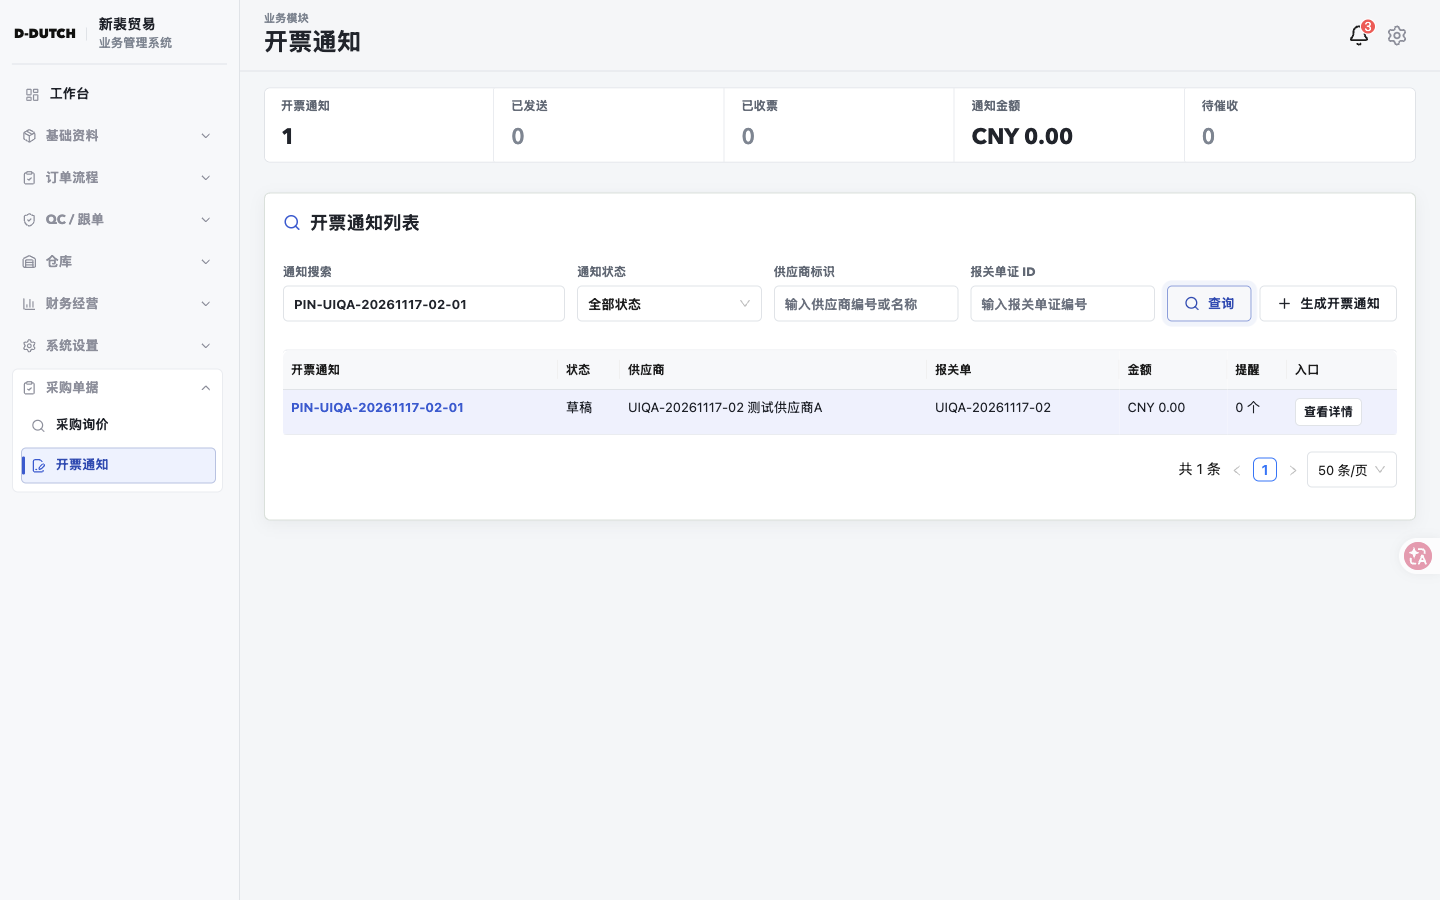 D-DUTCH
新裴贸易
业务管理系统
工作台
基础资料
订单流程
QC / 跟单
仓库
财务经营
系统设置
采购单据
采购询价
开票通知
业务模块
开票通知
3
开票通知
1
已发送
0
已收票
0
通知金额
CNY 0.00
待催收
0
开票通知列表
通知搜索
PIN-UIQA-20261117-02-01
通知状态
全部状态
供应商标识
输入供应商编号或名称
报关单证 ID
输入报关单证编号
查询
生成开票通知
开票通知 状态 供应商 报关单 金额 提醒 入口
PIN-UIQA-20261117-02-01 草稿 UIQA-20261117-02 测试供应商A UIQA-20261117-02 CNY 0.00 0 个 查看详情
共 1 条 1 50 条/页